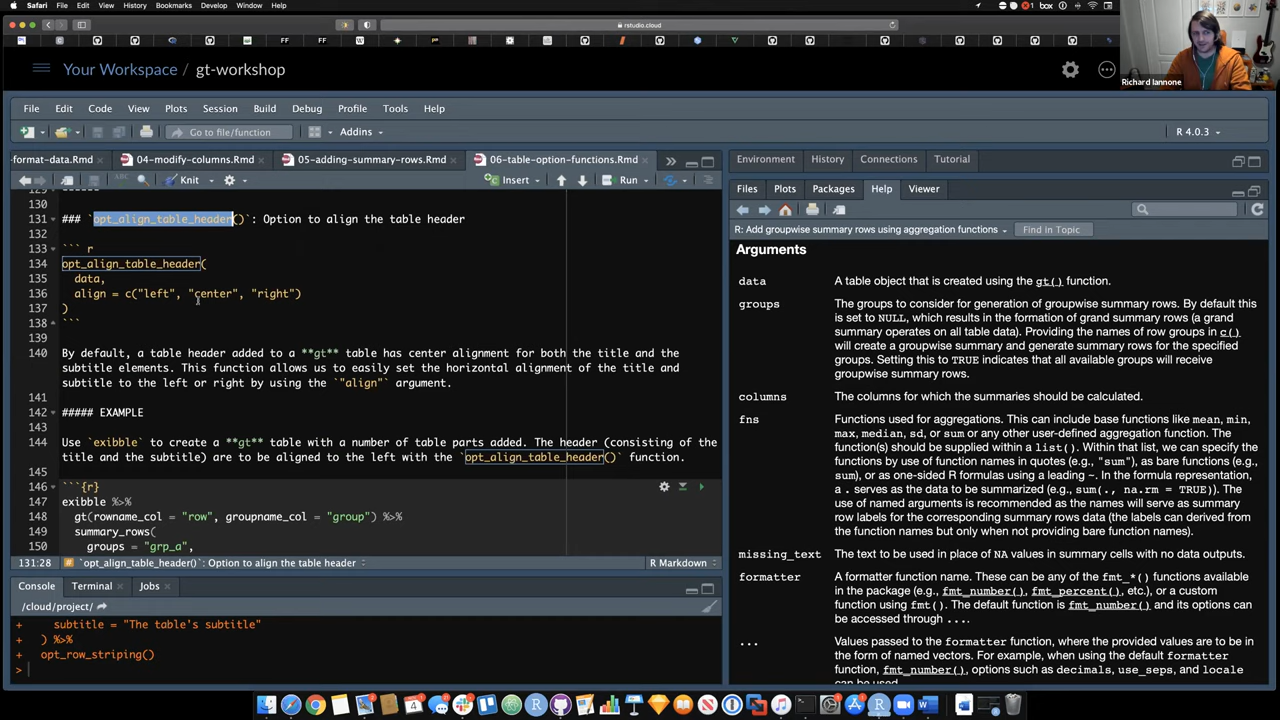 Safari File Edit View History Bookmarks Develop Window Help
rstudio.cloud
Richard Iannone
Your Workspace / gt-workshop
File Edit Code View Plots Session Build Debug Profile Tools Help
Go to file/function
Addins
R 4.0.3
-format-data.Rmd
04-modify-columns.Rmd
05-adding-summary-rows.Rmd
06-table-option-functions.Rmd
Knit
Insert
Run
129
130
131 ### `opt_align_table_header()`: Option to align the table header
132
133 ``` r
134 opt_align_table_header(
135 data,
136 align = c("left", "center", "right")
137 )
138 ```
139
140 By default, a table header added to a **gt** table has center alignment for both the title and the
subtitle elements. This function allows us to easily set the horizontal alignment of the title and
subtitle to the left or right by using the `"align"` argument.
141
142 ##### EXAMPLE
143
144 Use `exibble` to create a **gt** table with a number of table parts added. The header (consisting of
title and the subtitle) are to be aligned to the left with the `opt_align_table_header()` function.
145
146 ```{r}
147 exibble %>%
148 gt(rowname_col = "row", groupname_col = "group") %>%
149 summary_rows(
150 groups = "grp_a",
131:28 `opt_align_table_header()`: Option to align the table header
R Markdown
Console Terminal Jobs
/cloud/project/
+ subtitle = "The table's subtitle"
+ ) %>%
+ opt_row_striping()
>
Environment History Connections Tutorial
Files Plots Packages Help Viewer
R: Add groupwise summary rows using aggregation functions
Find in Topic
Arguments
data A table object that is created using the gt() function.
groups The groups to consider for generation of groupwise summary rows. By default this
is set to NULL, which results in the formation of grand summary rows (a
grand summary operates on all table data). Providing the names of row groups in c()
will create a groupwise summary and generate summary rows for the specified
groups. Setting this to TRUE indicates that all available groups will receive
groupwise summary rows.
columns The columns for which the summaries should be calculated.
fns Functions used for aggregations. This can include base functions like mean, min,
max, median, sd, or sum or any other user-defined aggregation function. The
function(s) should be supplied within a list(). Within that list, we can specify the
functions by use of function names in quotes (e.g., "sum"), as bare functions (e.g.,
sum), or as one-sided R formulas using a leading ~. In the formula representation,
a . serves as the data to be summarized (e.g., sum(., na.rm = TRUE)). The
use of named arguments is recommended as the names will serve as summary
row labels for the corresponding summary rows data (the labels can derived from
the function names but only when not providing bare function names).
missing_text The text to be used in place of NA values in summary cells with no data outputs.
formatter A formatter function name. These can be any of the fmt_*() functions available
in the package (e.g., fmt_number(), fmt_percent(), etc.), or a custom
function using fmt(). The default function is fmt_number() and its options can
be accessed through ....
... Values passed to the formatter function, where the provided values are to be in
the form of named vectors. For example, when using the default formatter
function, fmt_number(), options such as decimals, use_seps, and locale
can be used.